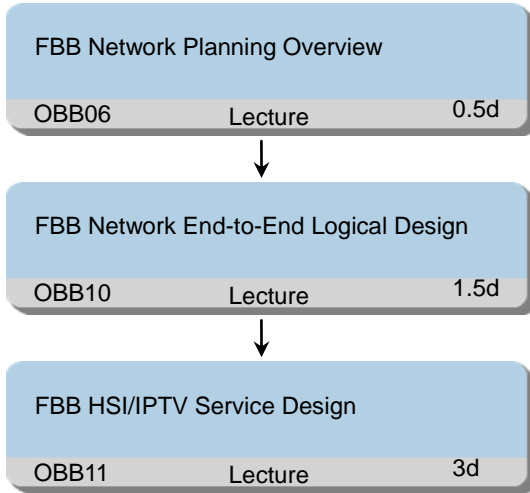 FBB Network Planning Overview
OBB06 Lecture 0.5d
FBB Network End-to-End Logical Design
OBB10 Lecture 1.5d
FBB HSI/IPTV Service Design
OBB11 Lecture 3d